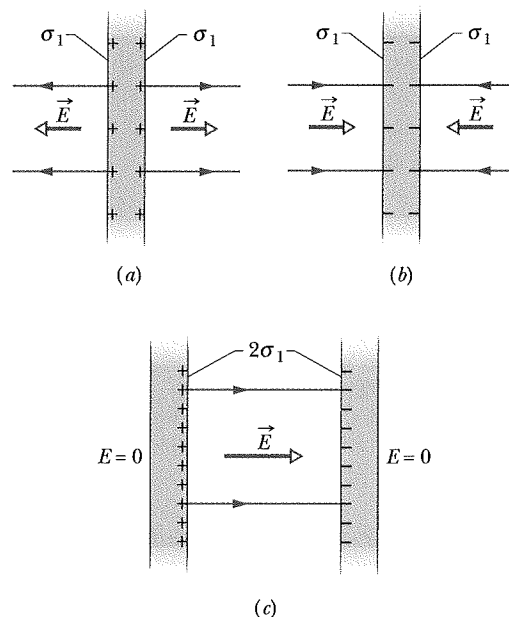 σ₁ σ₁
σ₁ σ₁
E⃗ E⃗
E⃗ E⃗
(a)
(b)
2σ₁
E⃗
E = 0
E = 0
(c)